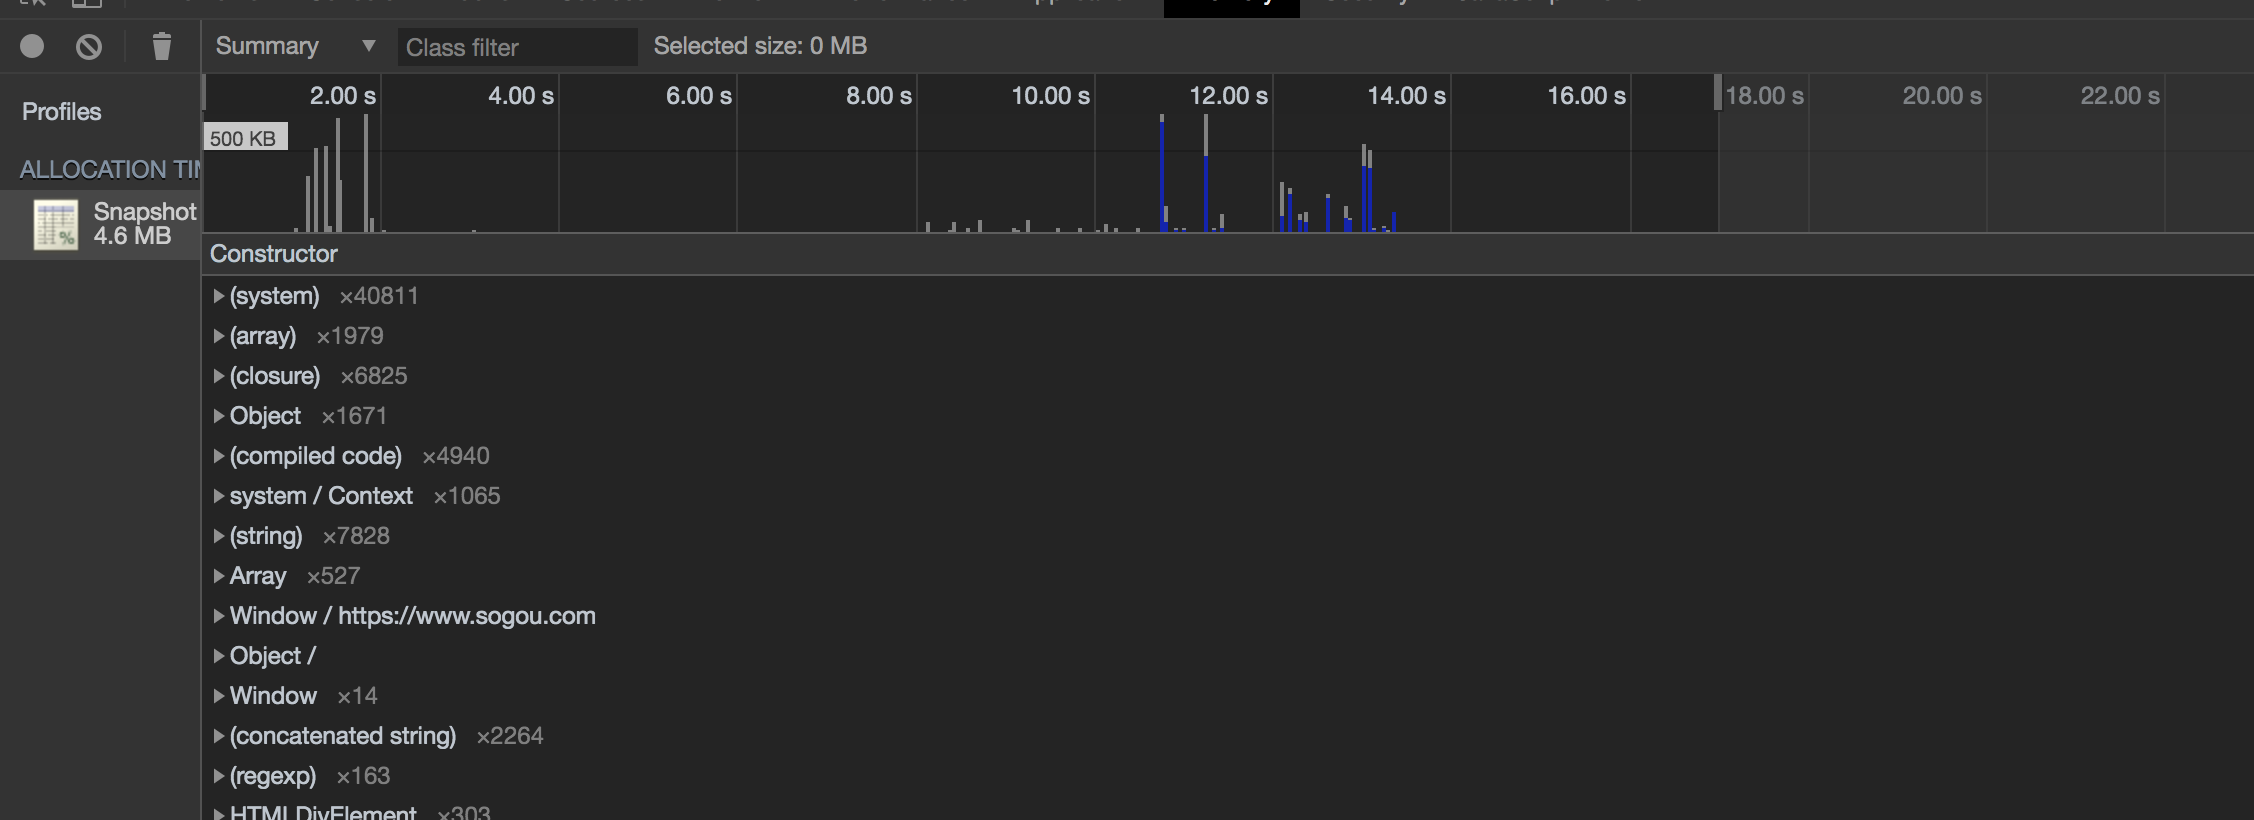 Summary ▼ Class filter Selected size: 0 MB
2.00 s 4.00 s 6.00 s 8.00 s 10.00 s 12.00 s 14.00 s 16.00 s 18.00 s 20.00 s 22.00 s
Profiles
500 KB
ALLOCATION TI
Snapshot
4.6 MB
%
Constructor
(system) ×40811
(array) ×1979
(closure) ×6825
Object ×1671
(compiled code) ×4940
system / Context ×1065
(string) ×7828
Array ×527
Window / https://www.sogou.com
Object /
Window ×14
(concatenated string) ×2264
(regexp) ×163
HTMLDivElement ×303